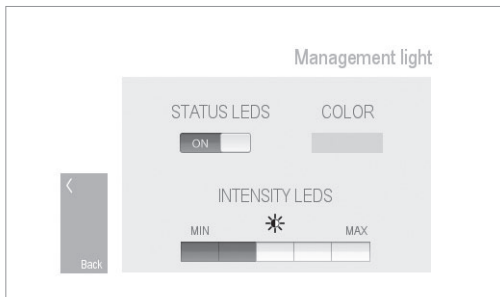 Management light
STATUS LEDS
COLOR
ON
INTENSITY LEDS
MIN
MAX
Back